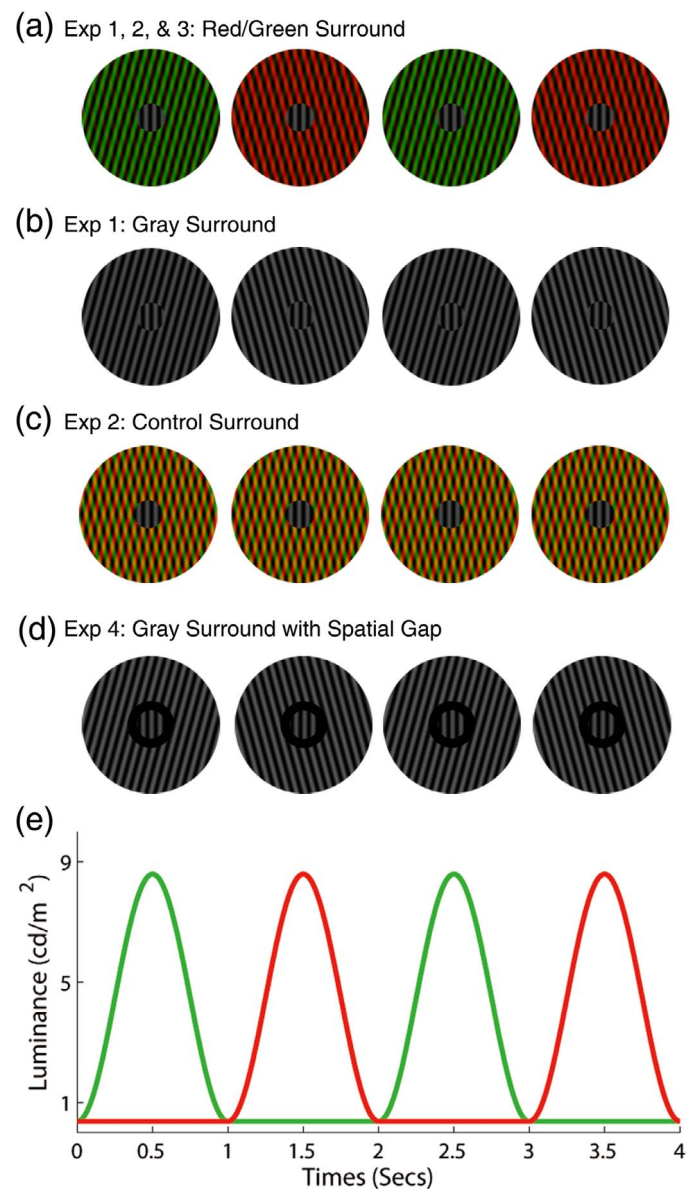 (a) Exp 1, 2, & 3: Red/Green Surround
(b) Exp 1: Gray Surround
(c) Exp 2: Control Surround
(d) Exp 4: Gray Surround with Spatial Gap
(e)
Luminance (cd/m²)
9
5
1
0 0.5 1 1.5 2 2.5 3 3.5 4
Times (Secs)